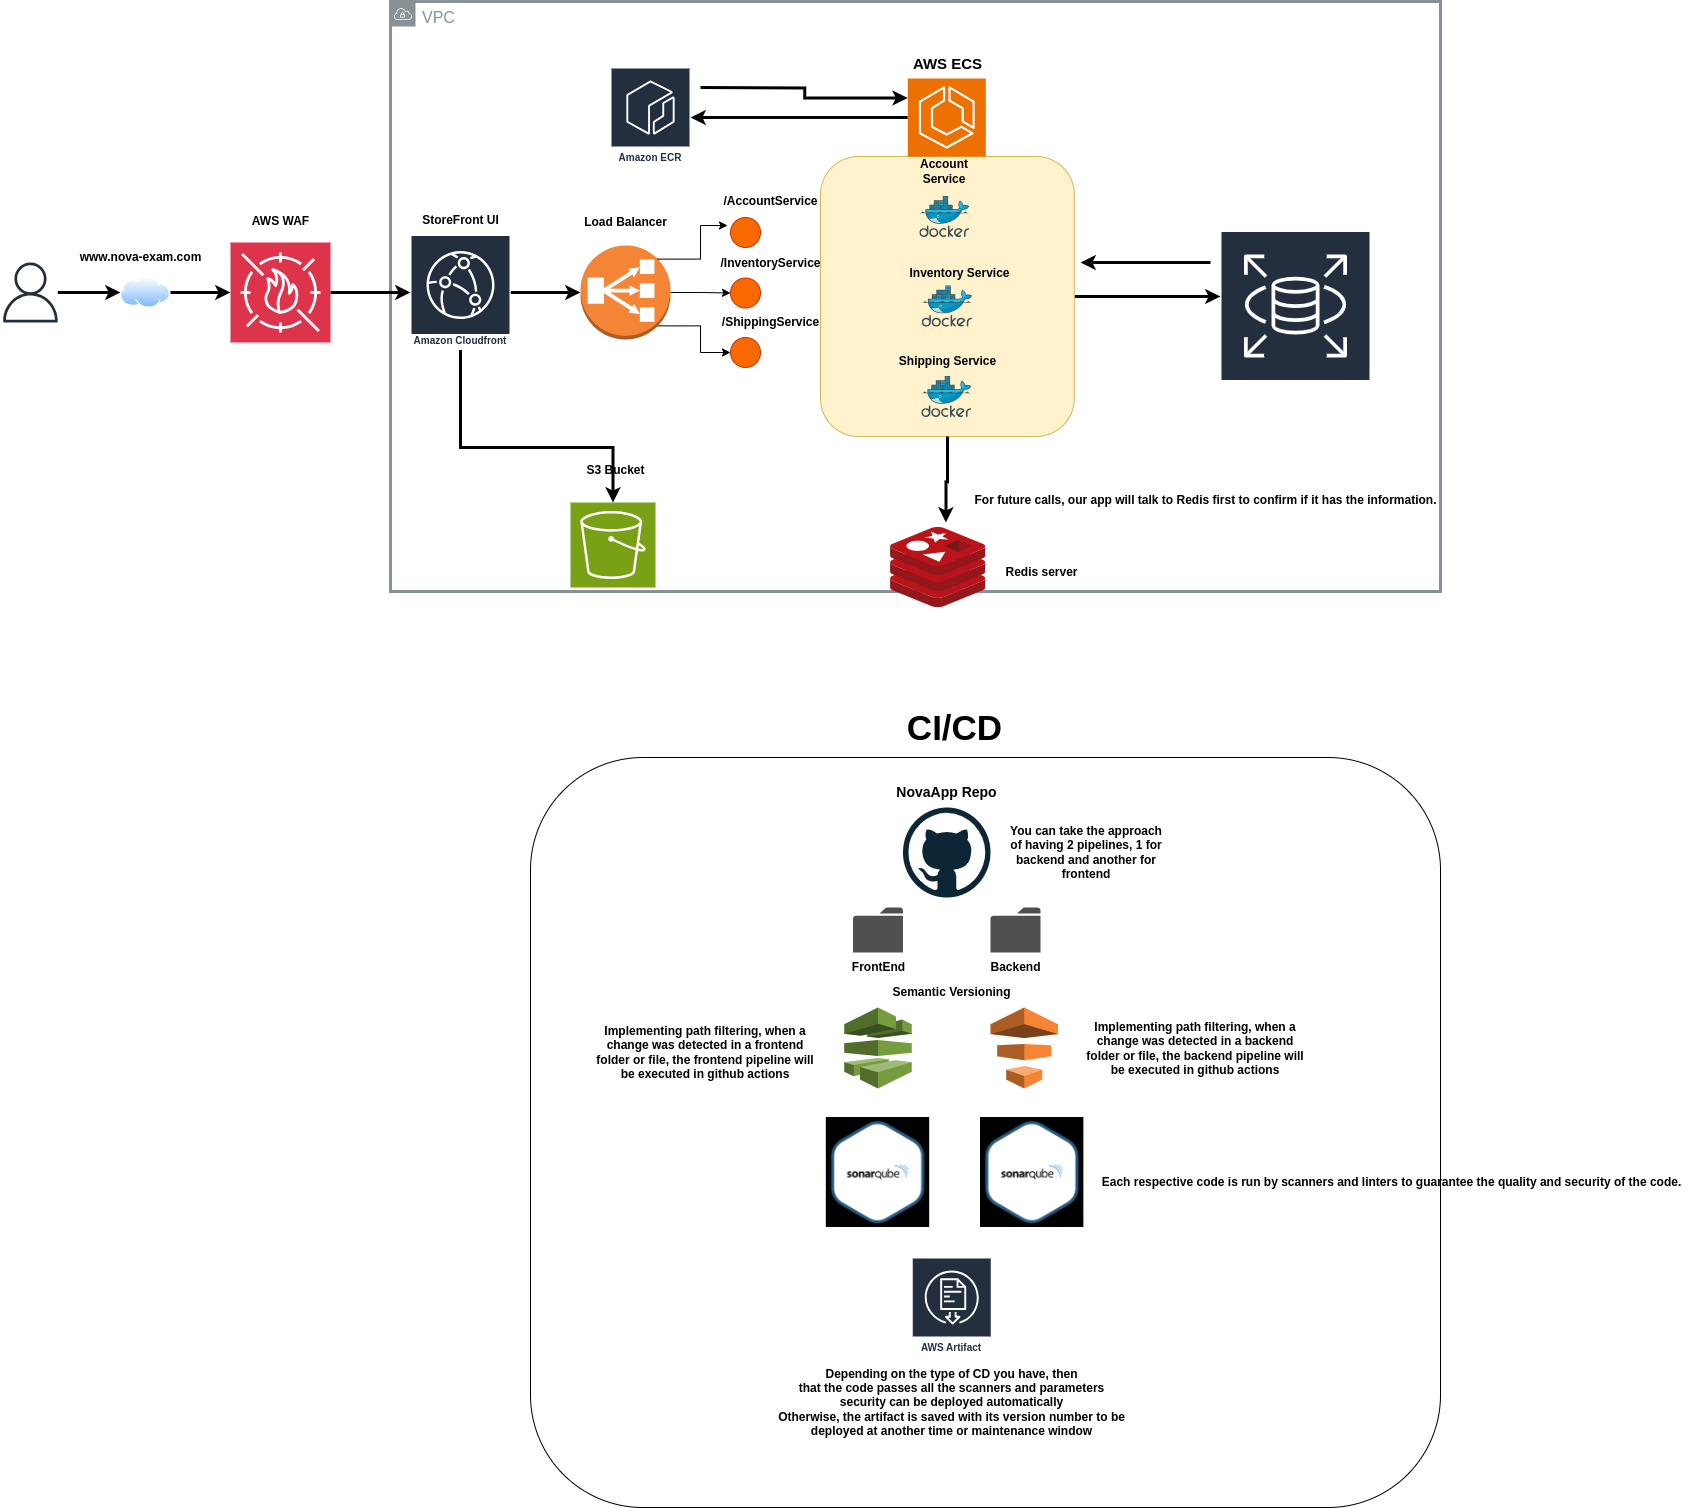 VPC
AWS ECS
Amazon ECR
Account
Service
/AccountService
docker
StoreFront UI
Load Balancer
AWS WAF
www.nova-exam.com
/InventoryService
Inventory Service
docker
/ShippingService
Amazon Cloudfront
Shipping Service
docker
S3 Bucket
For future calls, our app will talk to Redis first to confirm if it has the information.
Redis server
CI/CD
NovaApp Repo
You can take the approach
of having 2 pipelines, 1 for
backend and another for
frontend
FrontEnd
Backend
Semantic Versioning
Implementing path filtering, when a
change was detected in a frontend
folder or file, the frontend pipeline will
be executed in github actions
Implementing path filtering, when a
change was detected in a backend
folder or file, the backend pipeline will
be executed in github actions
sonarqube
sonarqube
Each respective code is run by scanners and linters to guarantee the quality and security of the code.
AWS Artifact
Depending on the type of CD you have, then
that the code passes all the scanners and parameters
security can be deployed automatically
Otherwise, the artifact is saved with its version number to be
deployed at another time or maintenance window